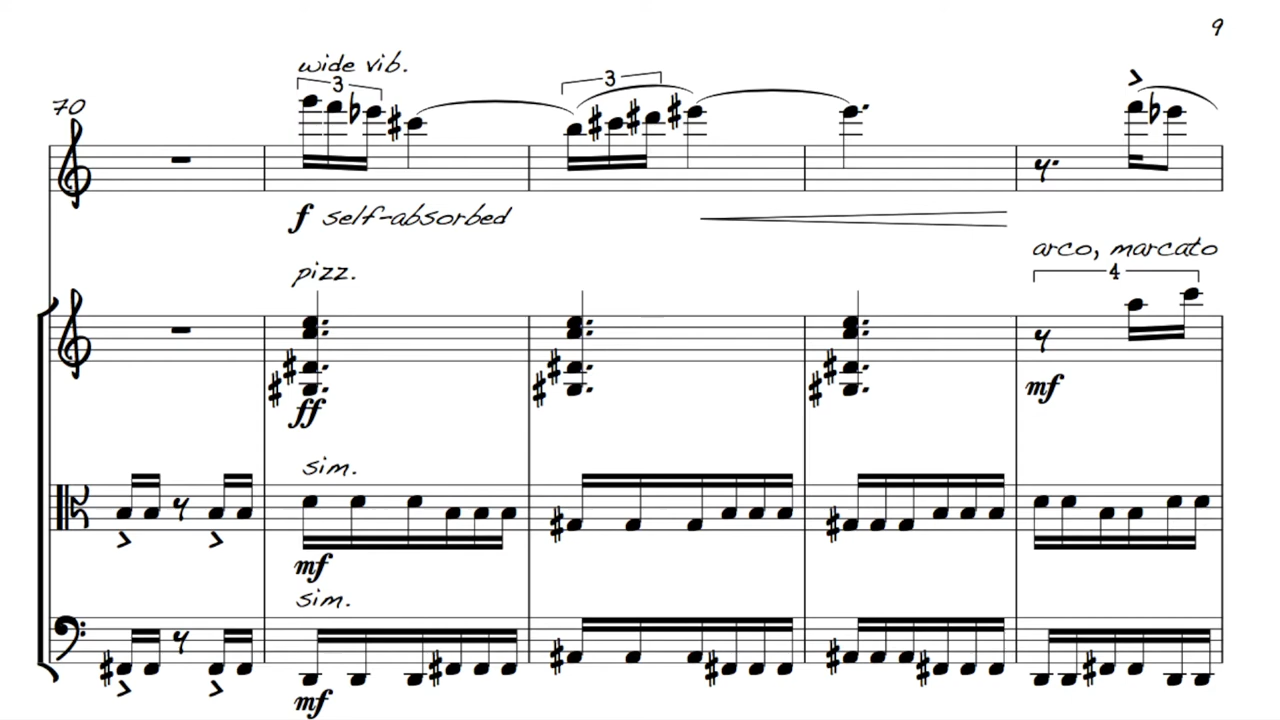 9
wide vib.
3
3
70
f self-absorbed
arco, marcato
4
pizz.
ff
mf
sim.
mf
sim.
mf